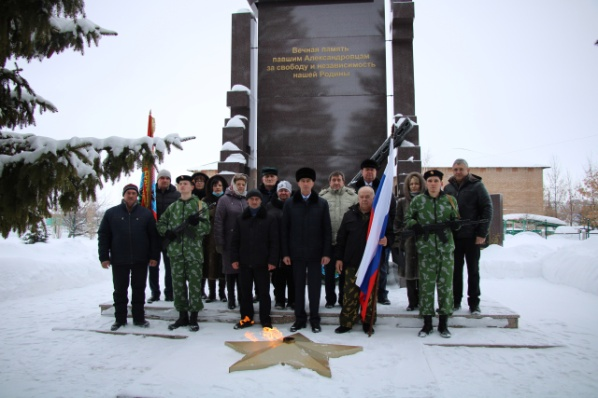 Вечная память
павшим Александровцам
за свободу и независимость
нашей Родины